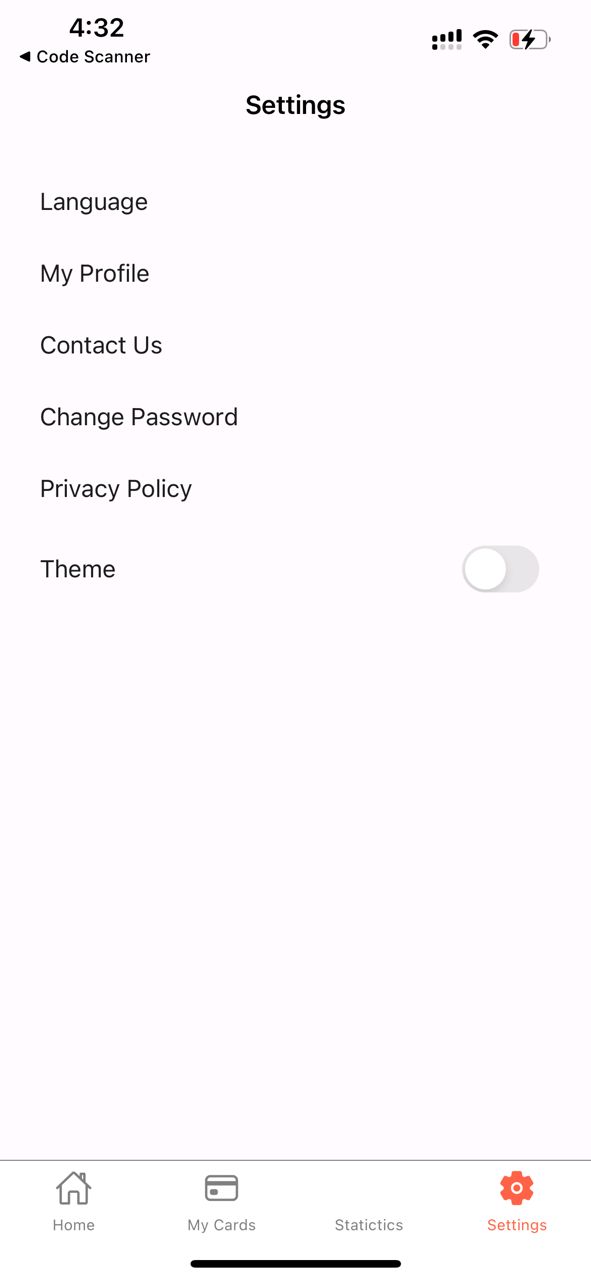 4:32
◀ Code Scanner
Settings
Language
My Profile
Contact Us
Change Password
Privacy Policy
Theme
Home
My Cards
Statictics
Settings